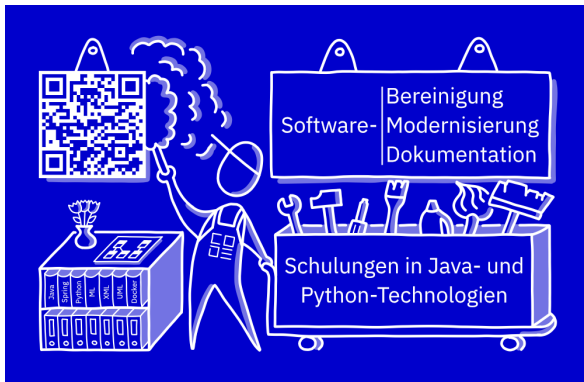 Software-
Bereinigung
Modernisierung
Dokumentation
Schulungen in Java- und
Python-Technologien
Java
Spring
Python
ML
XML
UML
Docker